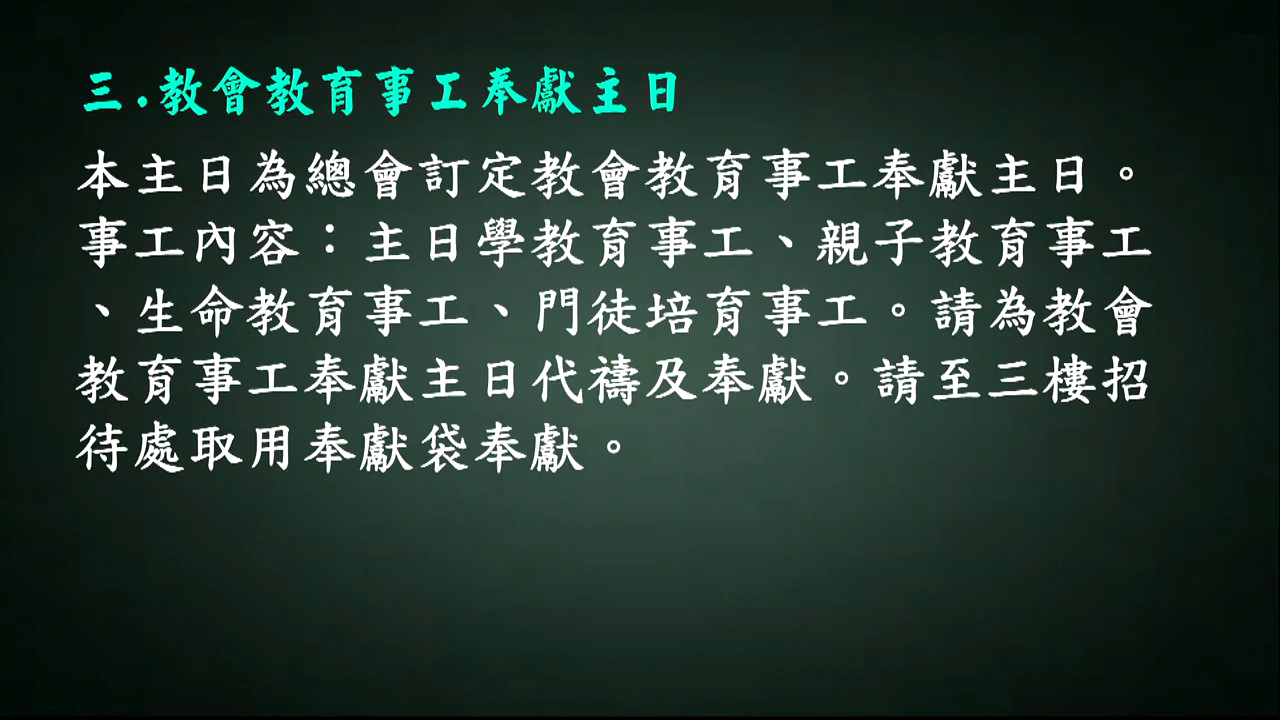 三.教會教育事工奉獻主日
本主日為總會訂定教會教育事工奉獻主日。
事工內容：主日學教育事工、親子教育事工
、生命教育事工、門徒培育事工。請為教會
教育事工奉獻主日代禱及奉獻。請至三樓招
待處取用奉獻袋奉獻。